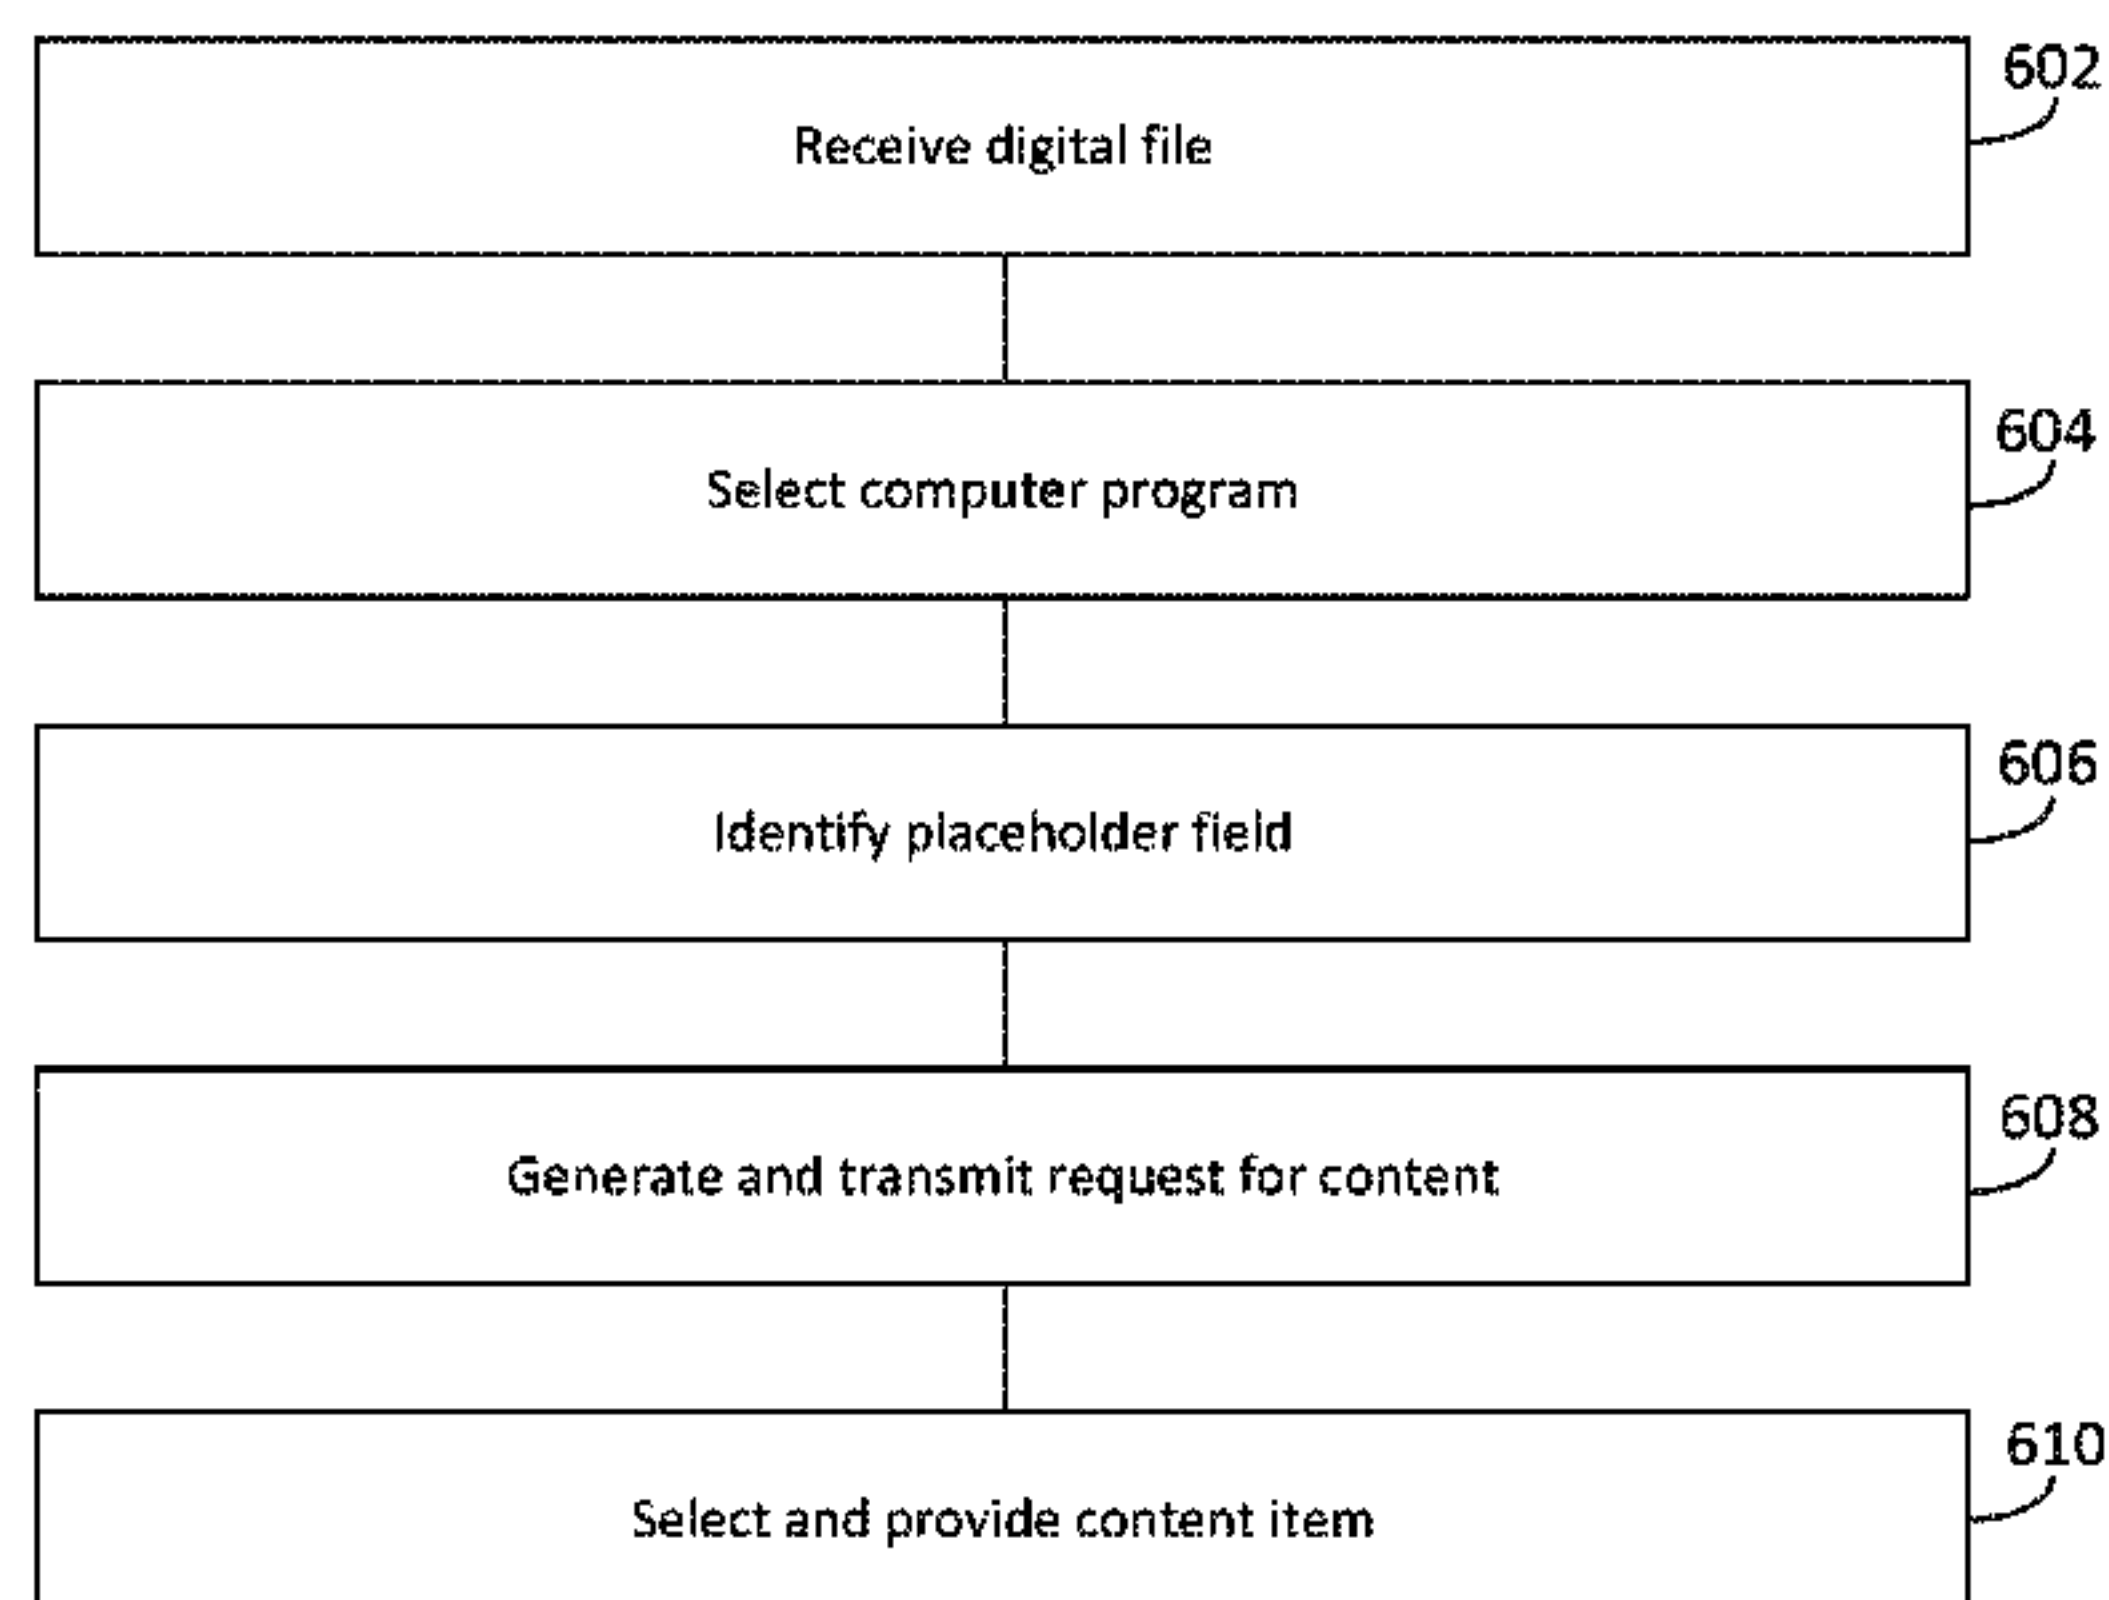 602
Receive digital file
604
Select computer program
606
Identify placeholder field
608
Generate and transmit request for content
610
Select and provide content item